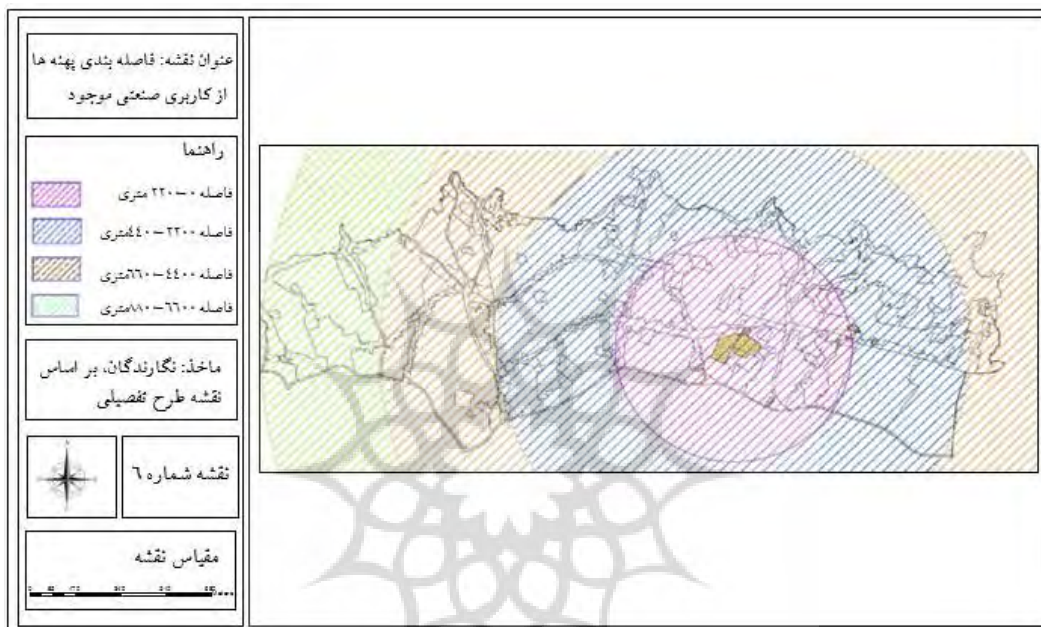 عنوان نقشه: فاصله بندی پهنه ها
از کاربری صنعتی موجود
راهنما
فاصله ۰-۲۲۰۰ متری
فاصله ۲۲۰۰-۴۴۰۰متری
فاصله ۴۴۰۰-۶۶۰۰متری
فاصله ۶۶۰۰-۸۸۰۰متری
ماخذ: نگارندگان، بر اساس
نقشه طرح تفصیلی
نقشه شماره ٦
مقیاس نقشه